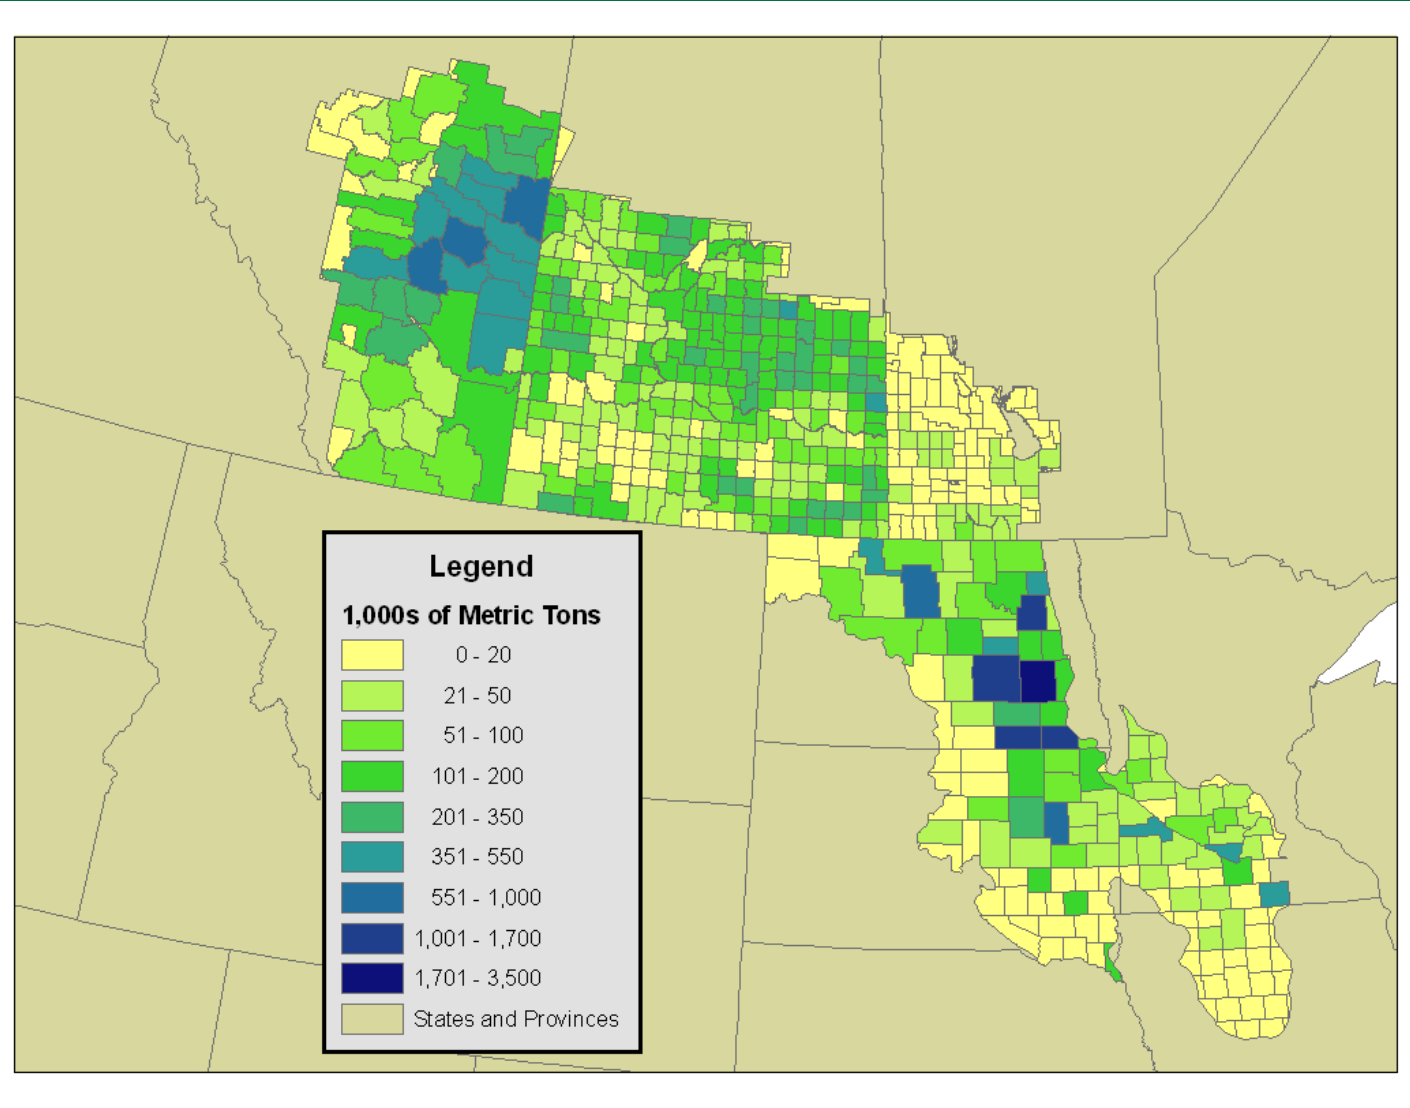 Legend
1,000s of Metric Tons
0 - 20
21 - 50
51 - 100
101 - 200
201 - 350
351 - 550
551 - 1,000
1,001 - 1,700
1,701 - 3,500
States and Provinces